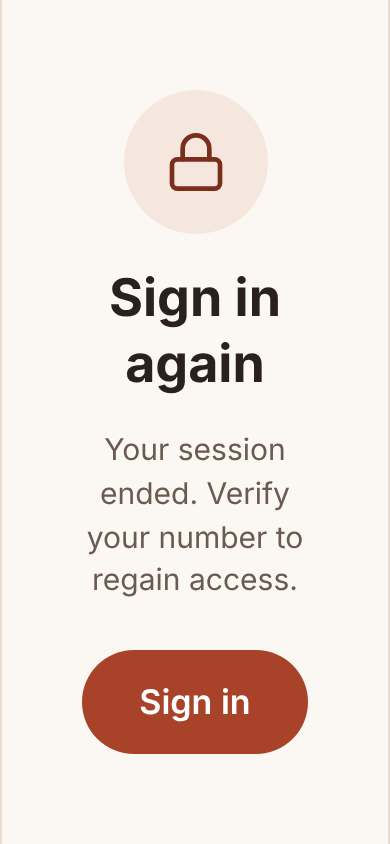 Sign in
again
Your session
ended. Verify
your number to
regain access.
Sign in